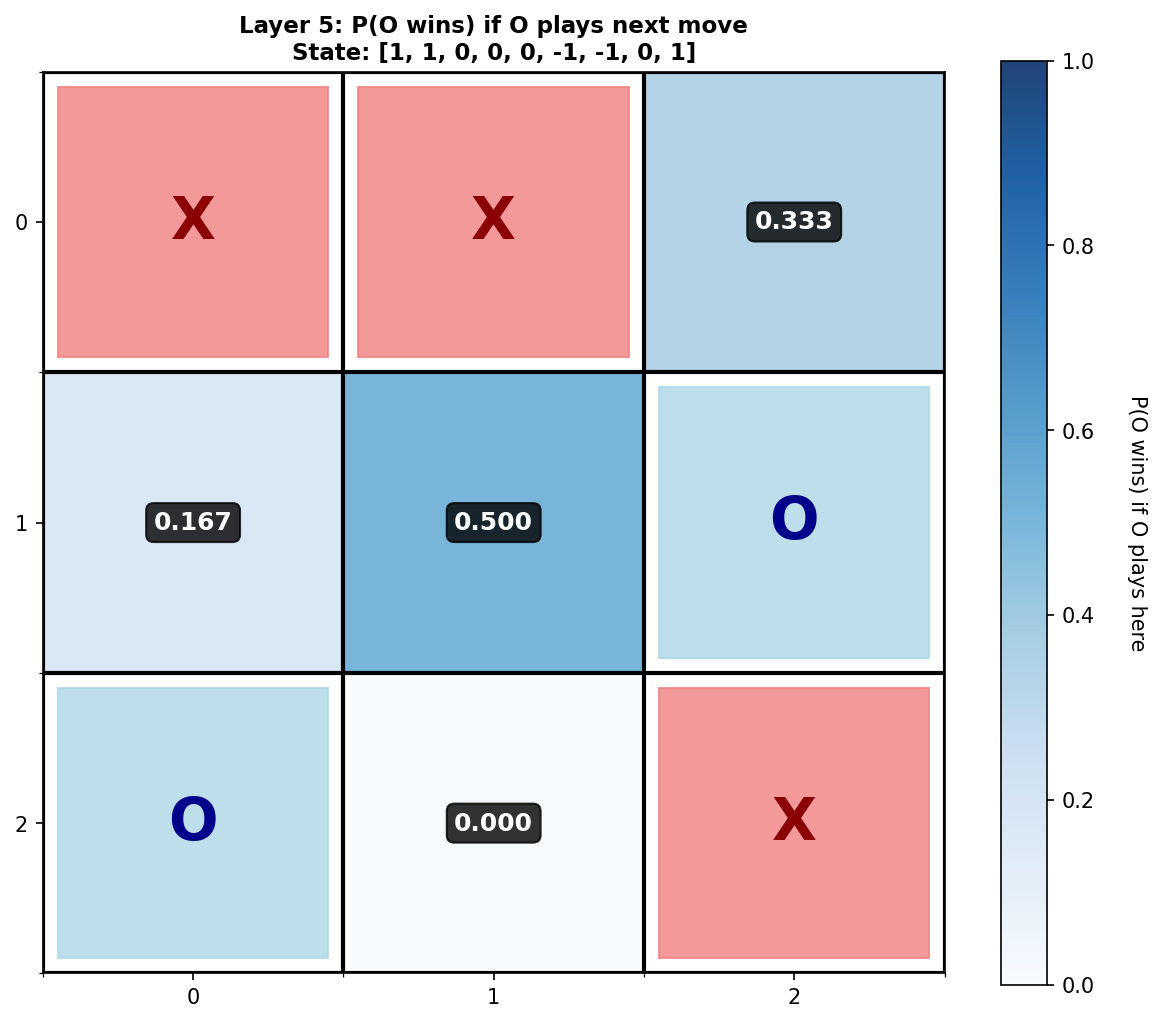 Layer 5: P(O wins) if O plays next move
State: [1, 1, 0, 0, 0, -1, -1, 0, 1]
0
X
X
0.333
1
0.167
0.500
O
2
O
0.000
X
0
1
2
1.0
0.8
0.6
0.4
0.2
0.0
P(O wins) if O plays here